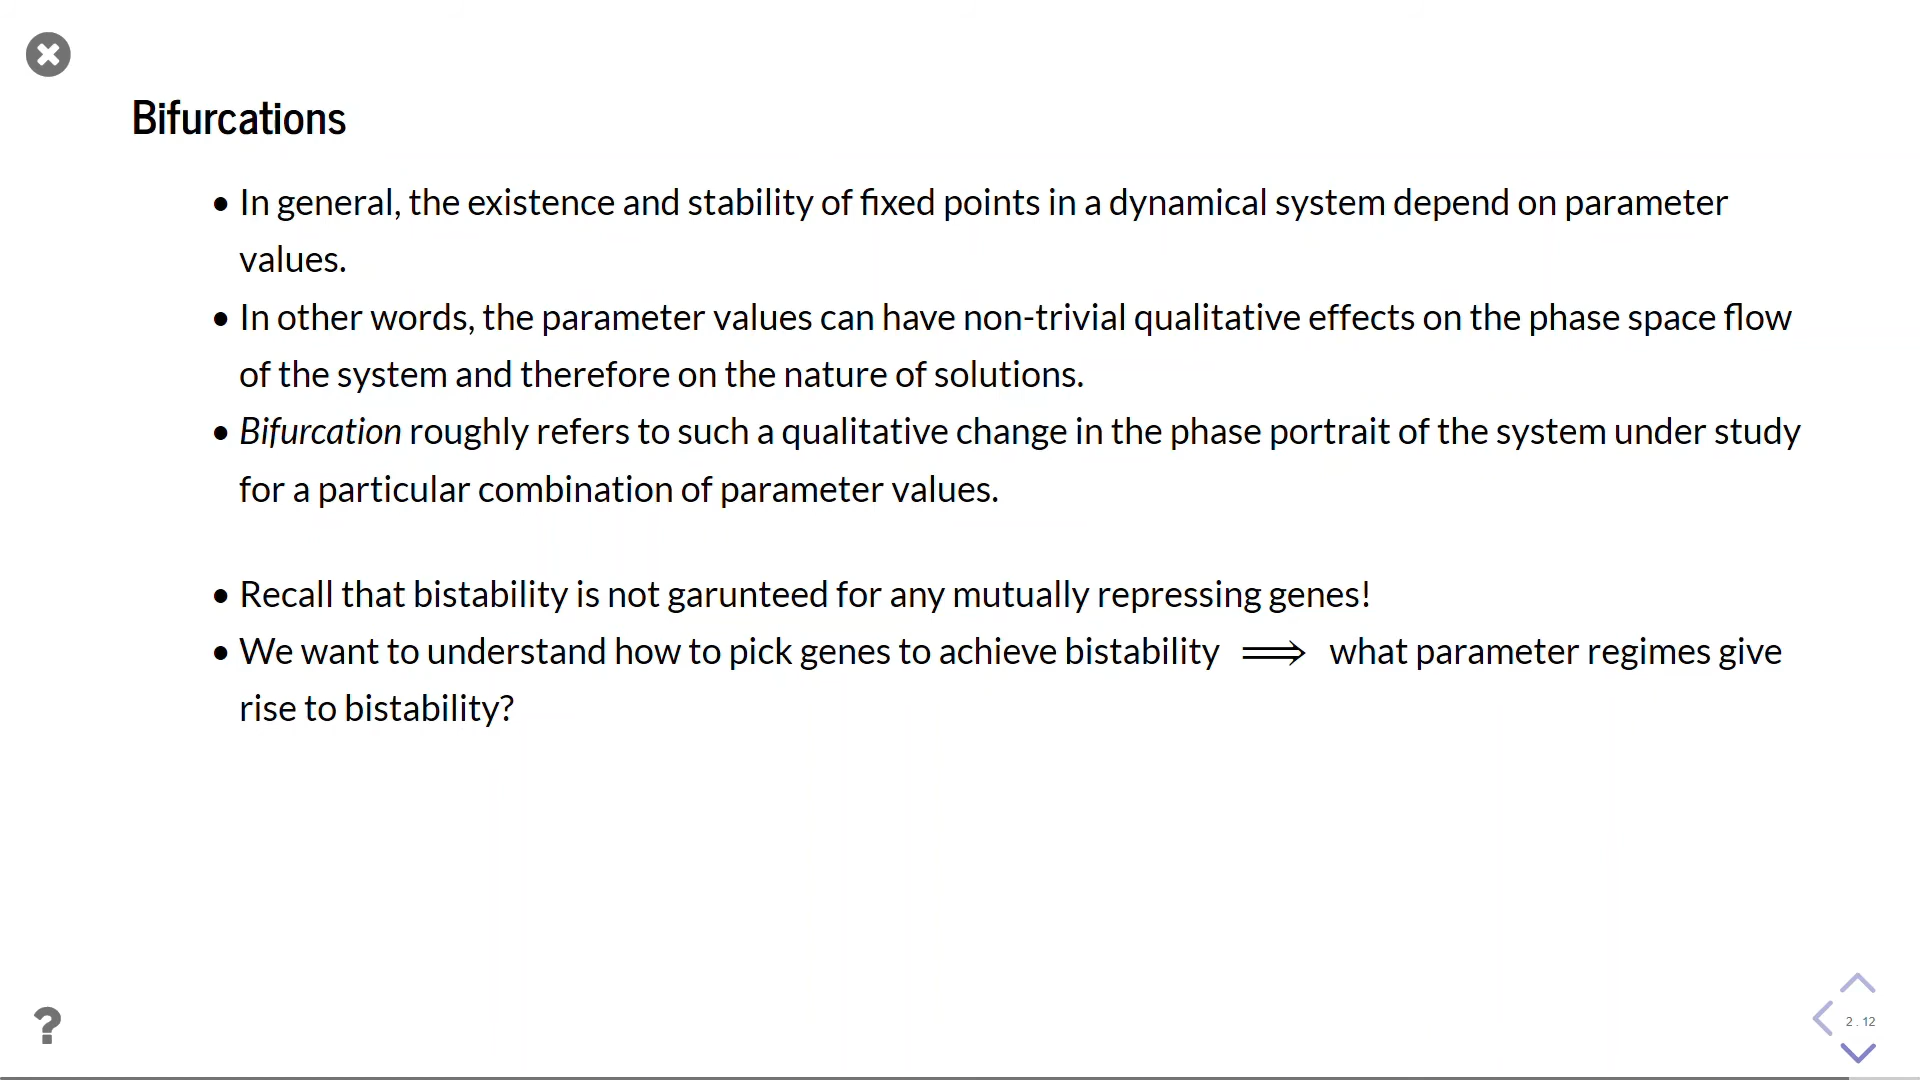 Bifurcations
• In general, the existence and stability of fixed points in a dynamical system depend on parameter
values.
• In other words, the parameter values can have non-trivial qualitative effects on the phase space flow
of the system and therefore on the nature of solutions.
• Bifurcation roughly refers to such a qualitative change in the phase portrait of the system under study
for a particular combination of parameter values.
• Recall that bistability is not garunteed for any mutually repressing genes!
• We want to understand how to pick genes to achieve bistability ⟹ what parameter regimes give
rise to bistability?
?
2 . 12